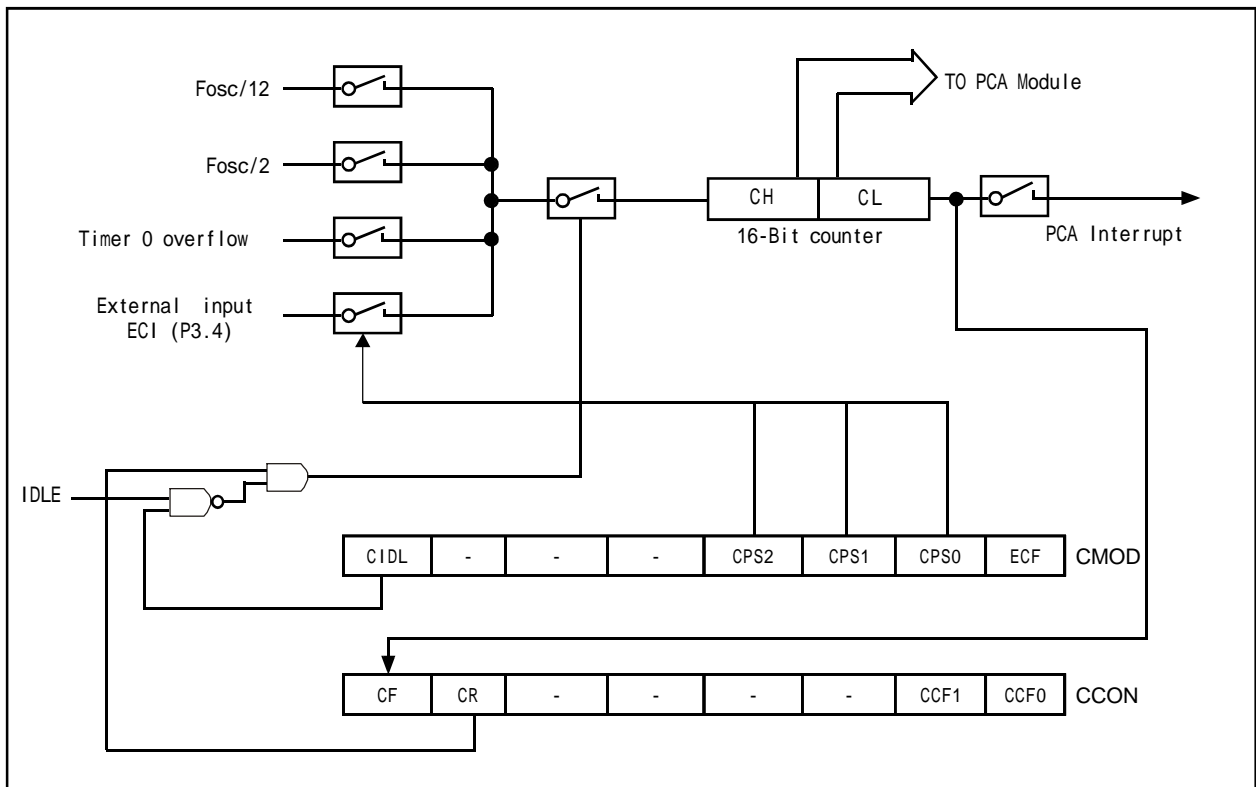 Fosc/12
Fosc/2
Timer 0 overflow
External input
ECI (P3.4)
TO PCA Module
CH CL
16-Bit counter
PCA Interrupt
IDLE
CIDL - - - CPS2 CPS1 CPS0 ECF CMOD
CF CR - - - - CCF1 CCF0 CCON